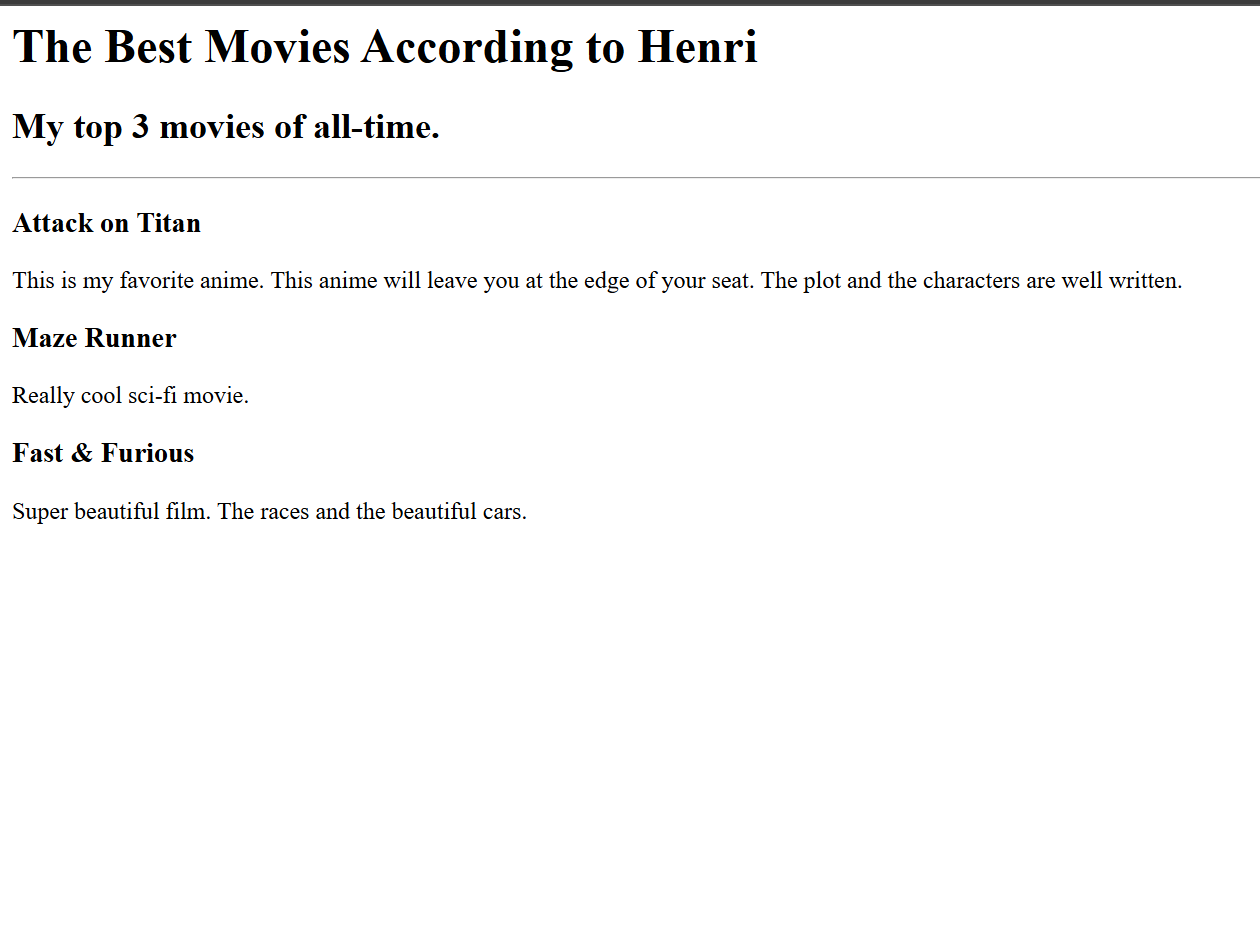 The Best Movies According to Henri
My top 3 movies of all-time.
Attack on Titan
This is my favorite anime. This anime will leave you at the edge of your seat. The plot and the characters are well written.
Maze Runner
Really cool sci-fi movie.
Fast & Furious
Super beautiful film. The races and the beautiful cars.